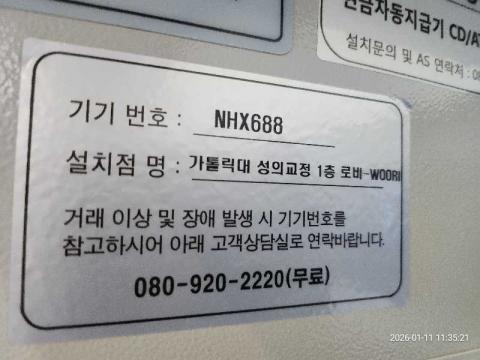 현금자동지급기 CD/AT
설치문의 및 AS 연락처 : 08
기기 번호 : NHX688
설치점 명 : 가톨릭대 성의교정 1층 로비-WOORI
거래 이상 및 장애 발생 시 기기번호를
참고하시어 아래 고객상담실로 연락바랍니다.
080-920-2220(무료)
2026-01-11 11:35:21